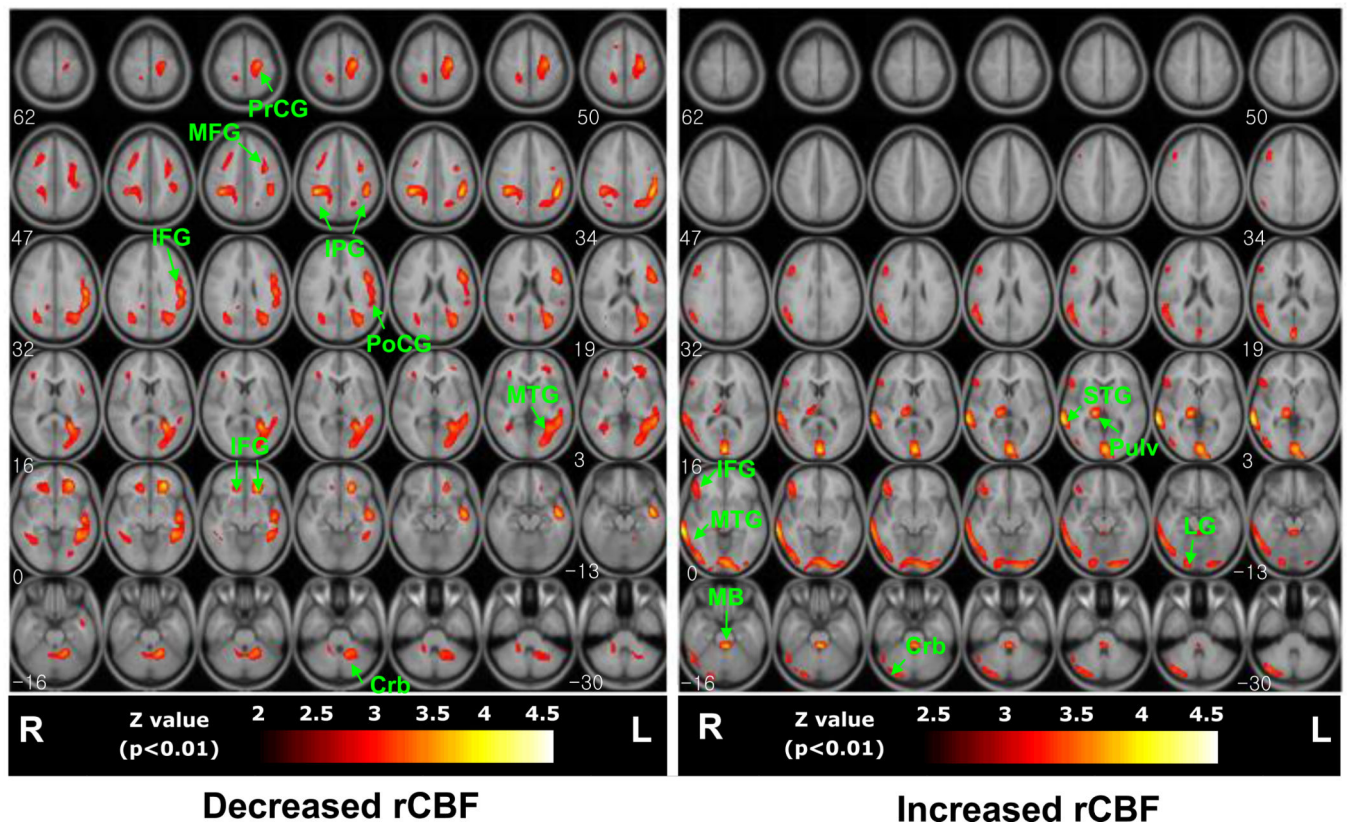 PrCG
62
50
MFG
47
IFG
IPG
34
32
PoCG
19
MTG
IFG
16
3
0
-13
-16
Crb
-30
R
Z value
(p<0.01)
2 2.5 3 3.5 4 4.5
L
Decreased rCBF
62
50
47
34
32
19
STG
Pulv
16
3
IFG
MTG
LG
0
-13
MB
Crb
-16
-30
R
Z value
(p<0.01)
2.5 3 3.5 4 4.5
L
Increased rCBF